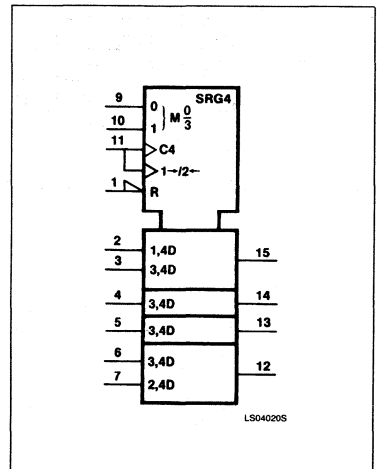 SRG4
9 0
10 1 } M 0/3
11 C4
1→/2←
1 R
2 1,4D 15
3 3,4D
4 3,4D 14
5 3,4D 13
6 3,4D 12
7 2,4D
LS04020S